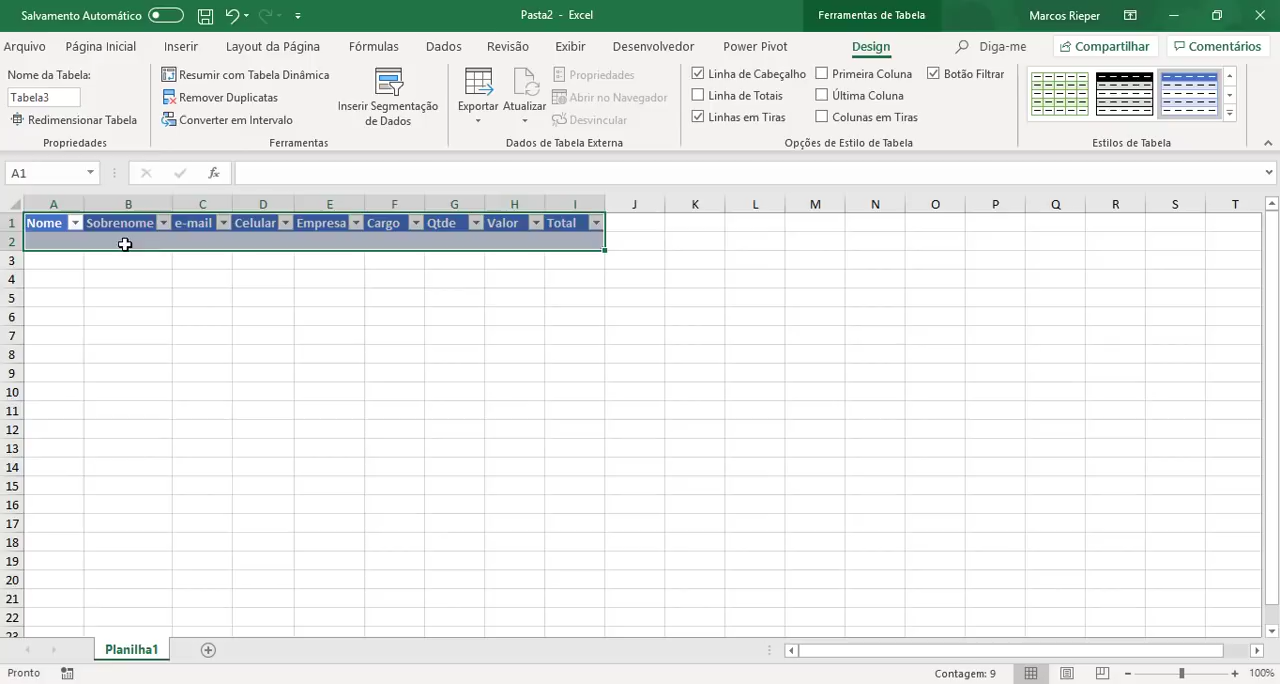 Salvamento Automático
Pasta2 - Excel
Ferramentas de Tabela
Marcos Rieper
Arquivo Página Inicial Inserir Layout da Página Fórmulas Dados Revisão Exibir Desenvolvedor Power Pivot Design Diga-me Compartilhar Comentários
Nome da Tabela:
Tabela3
Redimensionar Tabela
Propriedades
Resumir com Tabela Dinâmica
Remover Duplicatas
Converter em Intervalo
Inserir Segmentação
de Dados
Ferramentas
Exportar Atualizar
Propriedades
Abrir no Navegador
Desvincular
Dados de Tabela Externa
Linha de Cabeçalho Primeira Coluna Botão Filtrar
Linha de Totais Última Coluna
Linhas em Tiras Colunas em Tiras
Opções de Estilo de Tabela
Estilos de Tabela
A1 fx
A B C D E F G H I J K L M N O P Q R S T
1 Nome Sobrenome e-mail Celular Empresa Cargo Qtde Valor Total
2
3
4
5
6
7
8
9
10
11
12
13
14
15
16
17
18
19
20
21
22
23
Planilha1
Pronto Contagem: 9 100%